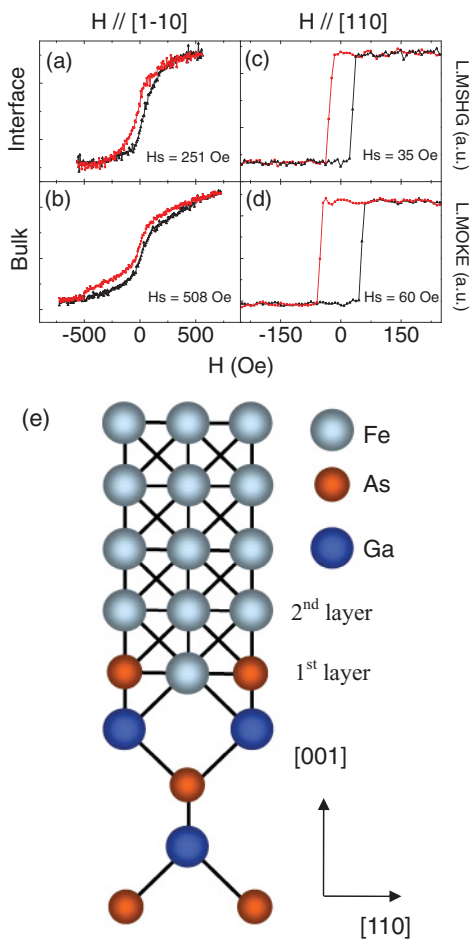 H // [1-10]
H // [110]
Interface
(a)
Hs = 251 Oe
(c)
Hs = 35 Oe
L.MSHG (a.u.)
Bulk
(b)
Hs = 508 Oe
(d)
Hs = 60 Oe
L.MOKE (a.u.)
-500 0 500
-150 0 150
H (Oe)
(e)
Fe
As
Ga
2nd layer
1st layer
[001]
[110]